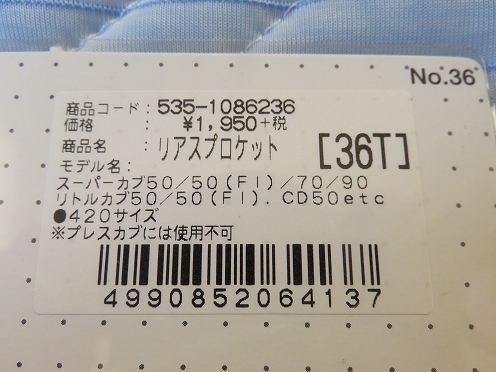 No.36
商品コード:535-1086236
価格 : ¥1,950+税
商品名 : リアスプロケット [36T]
モデル名:
スーパーカブ50/50(FI)/70/90
リトルカブ50/50(FI).CD50etc
●420サイズ
※プレスカブには使用不可
4990852064137